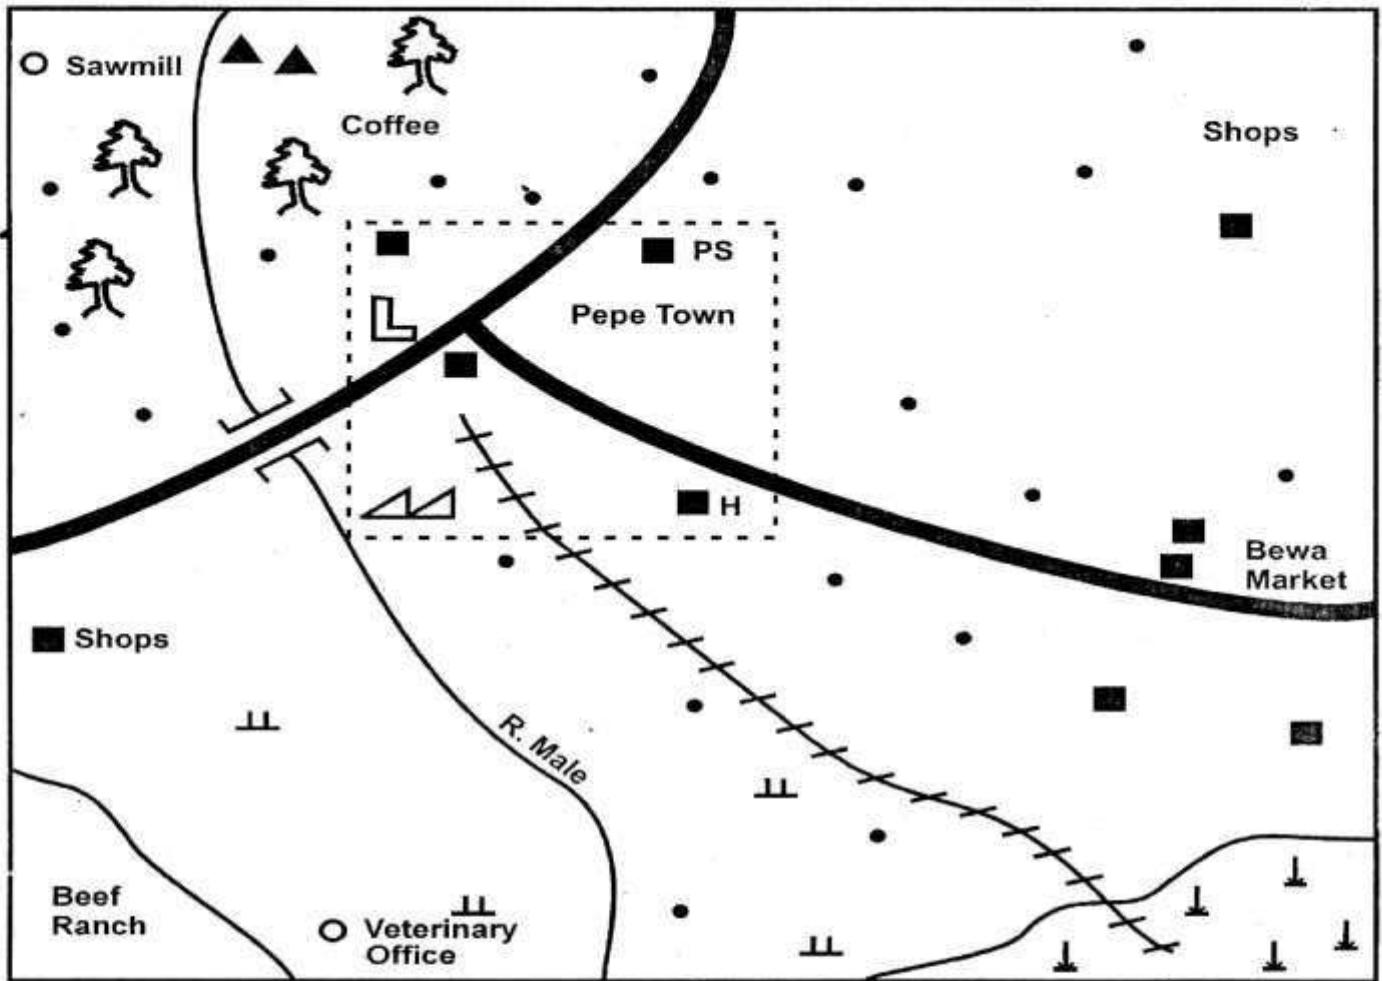 Sawmill
Coffee
Shops
PS
Pepe Town
H
Bewa
Market
Shops
R. Male
Beef
Ranch
Veterinary
Office